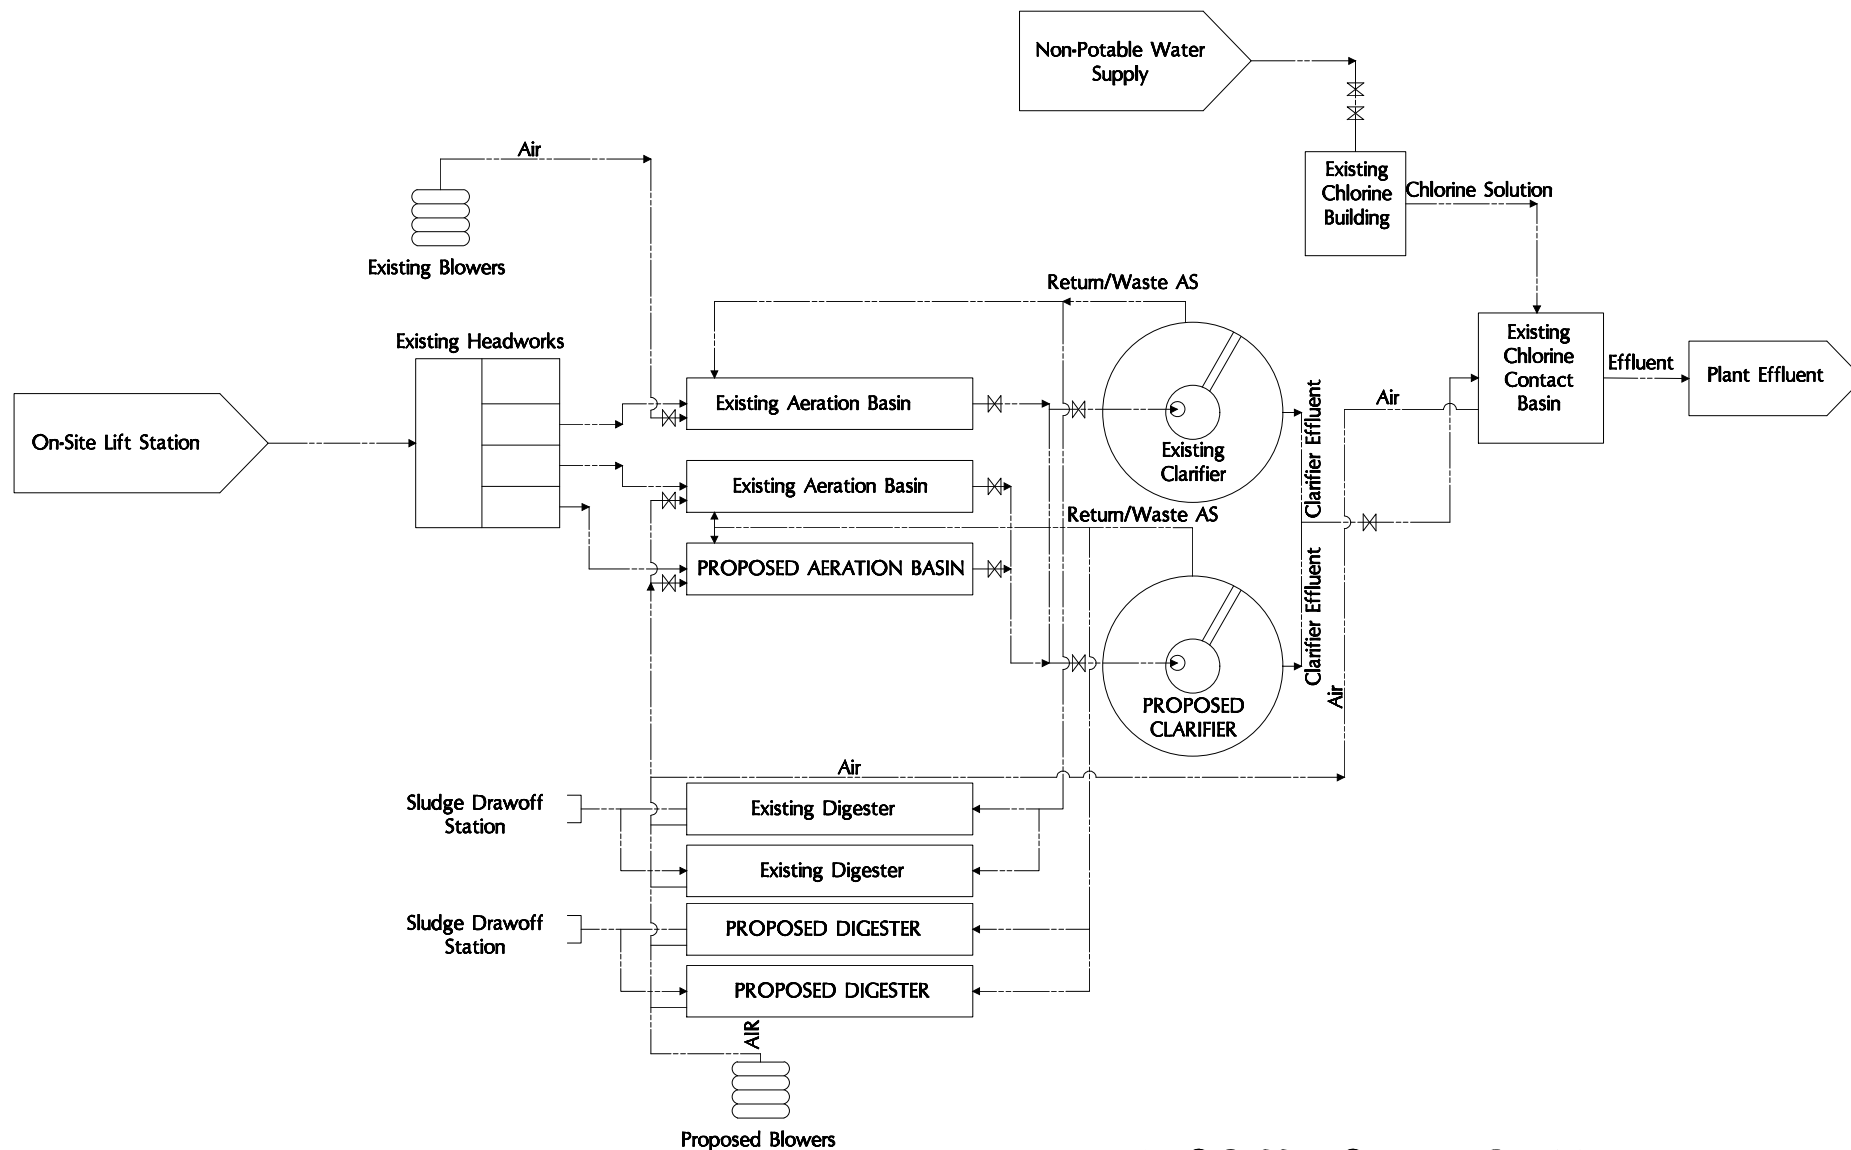 Non-Potable Water
Supply
Air
Existing
Chlorine
Building
Chlorine Solution
Existing Blowers
Return/Waste AS
Existing Headworks
Existing
Chlorine
Contact
Basin
Effluent
Plant Effluent
On-Site Lift Station
Existing Aeration Basin
Existing
Clarifier
Clarifier Effluent
Air
Existing Aeration Basin
Return/Waste AS
PROPOSED AERATION BASIN
Clarifier Effluent
PROPOSED
CLARIFIER
Air
Air
Sludge Drawoff
Station
Existing Digester
Existing Digester
Sludge Drawoff
Station
PROPOSED DIGESTER
PROPOSED DIGESTER
AIR
Proposed Blowers